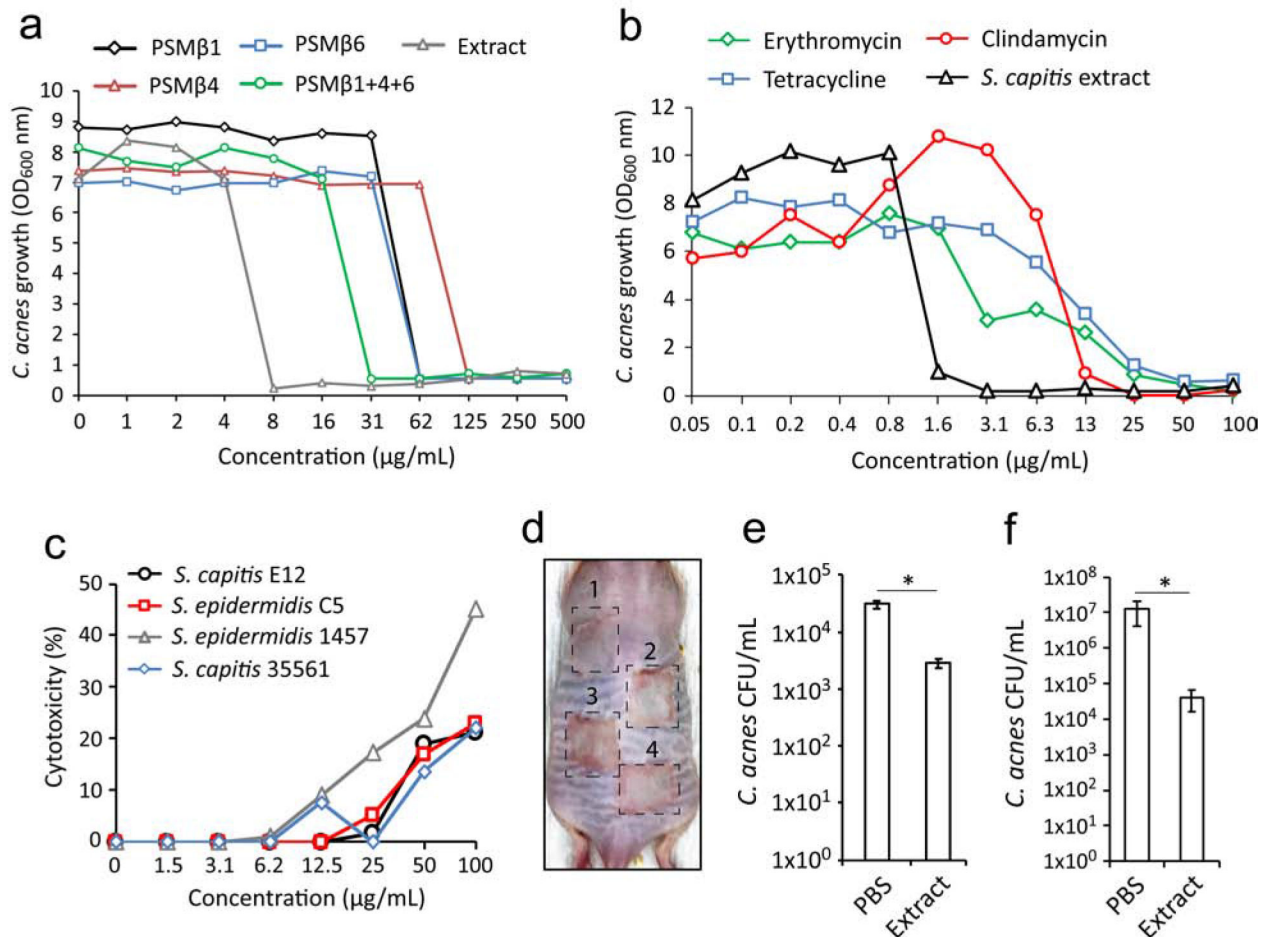 a
PSMβ1
PSMβ6
Extract
PSMβ4
PSMβ1+4+6
10
9
8
7
6
5
4
3
2
1
0
C. acnes growth (OD600 nm)
0 1 2 4 8 16 31 62 125 250 500
Concentration (μg/mL)
b
Erythromycin
Clindamycin
Tetracycline
S. capitis extract
12
10
8
6
4
2
0
C. acnes growth (OD600 nm)
0.05 0.1 0.2 0.4 0.8 1.6 3.1 6.3 13 25 50 100
Concentration (μg/mL)
c
S. capitis E12
S. epidermidis C5
S. epidermidis 1457
S. capitis 35561
50
40
30
20
10
0
Cytotoxicity (%)
0 1.5 3.1 6.2 12.5 25 50 100
Concentration (μg/mL)
d
1
2
3
4
e
*
1x10^5
1x10^4
1x10^3
1x10^2
1x10^1
1x10^0
C. acnes CFU/mL
PBS
Extract
f
*
1x10^8
1x10^7
1x10^6
1x10^5
1x10^4
1x10^3
1x10^2
1x10^1
1x10^0
C. acnes CFU/mL
PBS
Extract